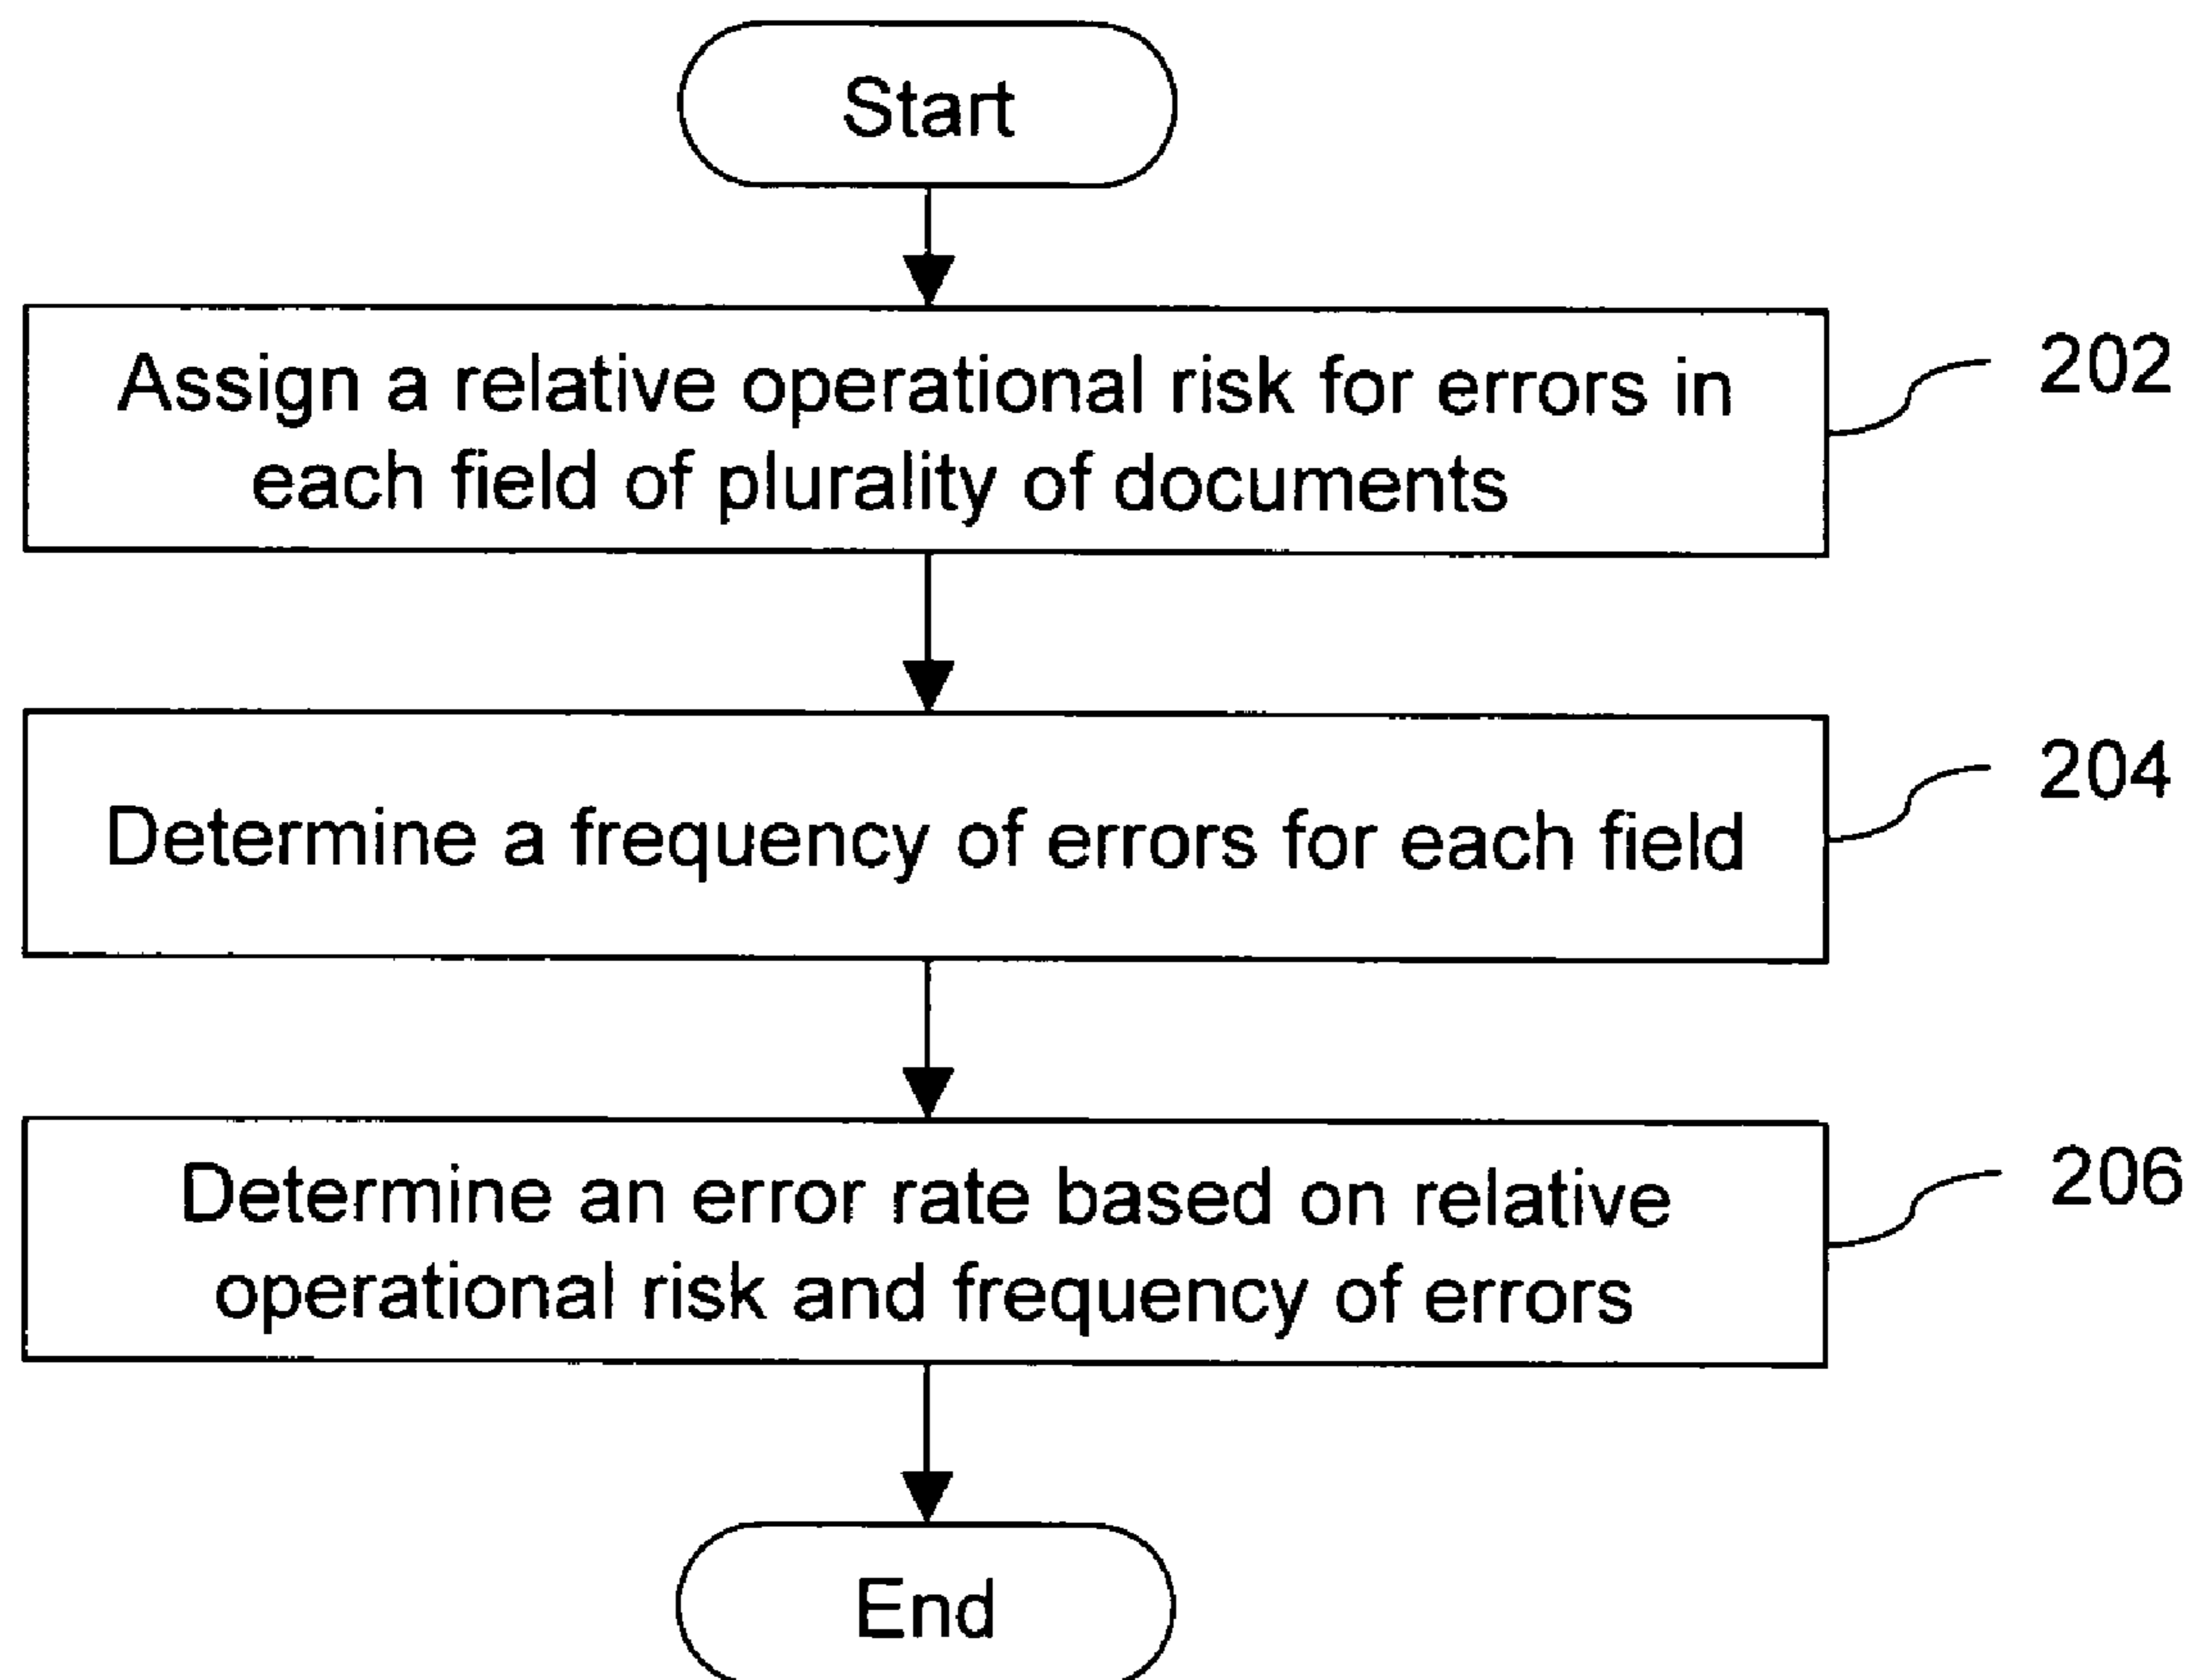 Start
Assign a relative operational risk for errors in
each field of plurality of documents
202
Determine a frequency of errors for each field
204
Determine an error rate based on relative
operational risk and frequency of errors
206
End